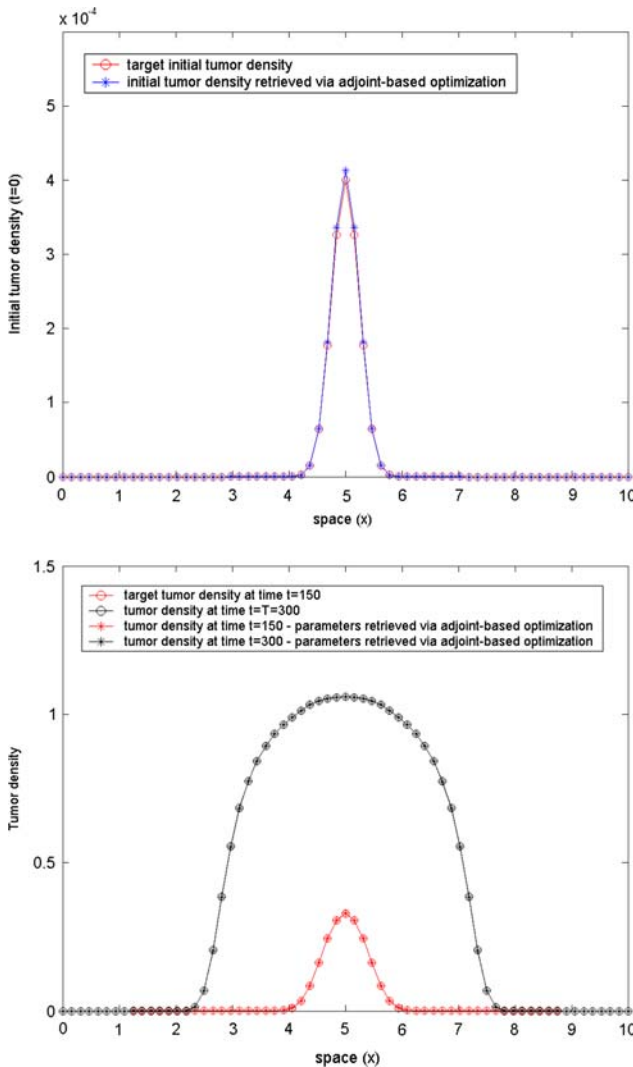 x 10^-4
5
4
3
2
1
0
target initial tumor density
initial tumor density retrieved via adjoint-based optimization
Initial tumor density (t=0)
0 1 2 3 4 5 6 7 8 9 10
space (x)
1.5
1
0.5
0
target tumor density at time t=150
tumor density at time t=T=300
tumor density at time t=150 - parameters retrieved via adjoint-based optimization
tumor density at time t=300 - parameters retrieved via adjoint-based optimization
Tumor density
0 1 2 3 4 5 6 7 8 9 10
space (x)